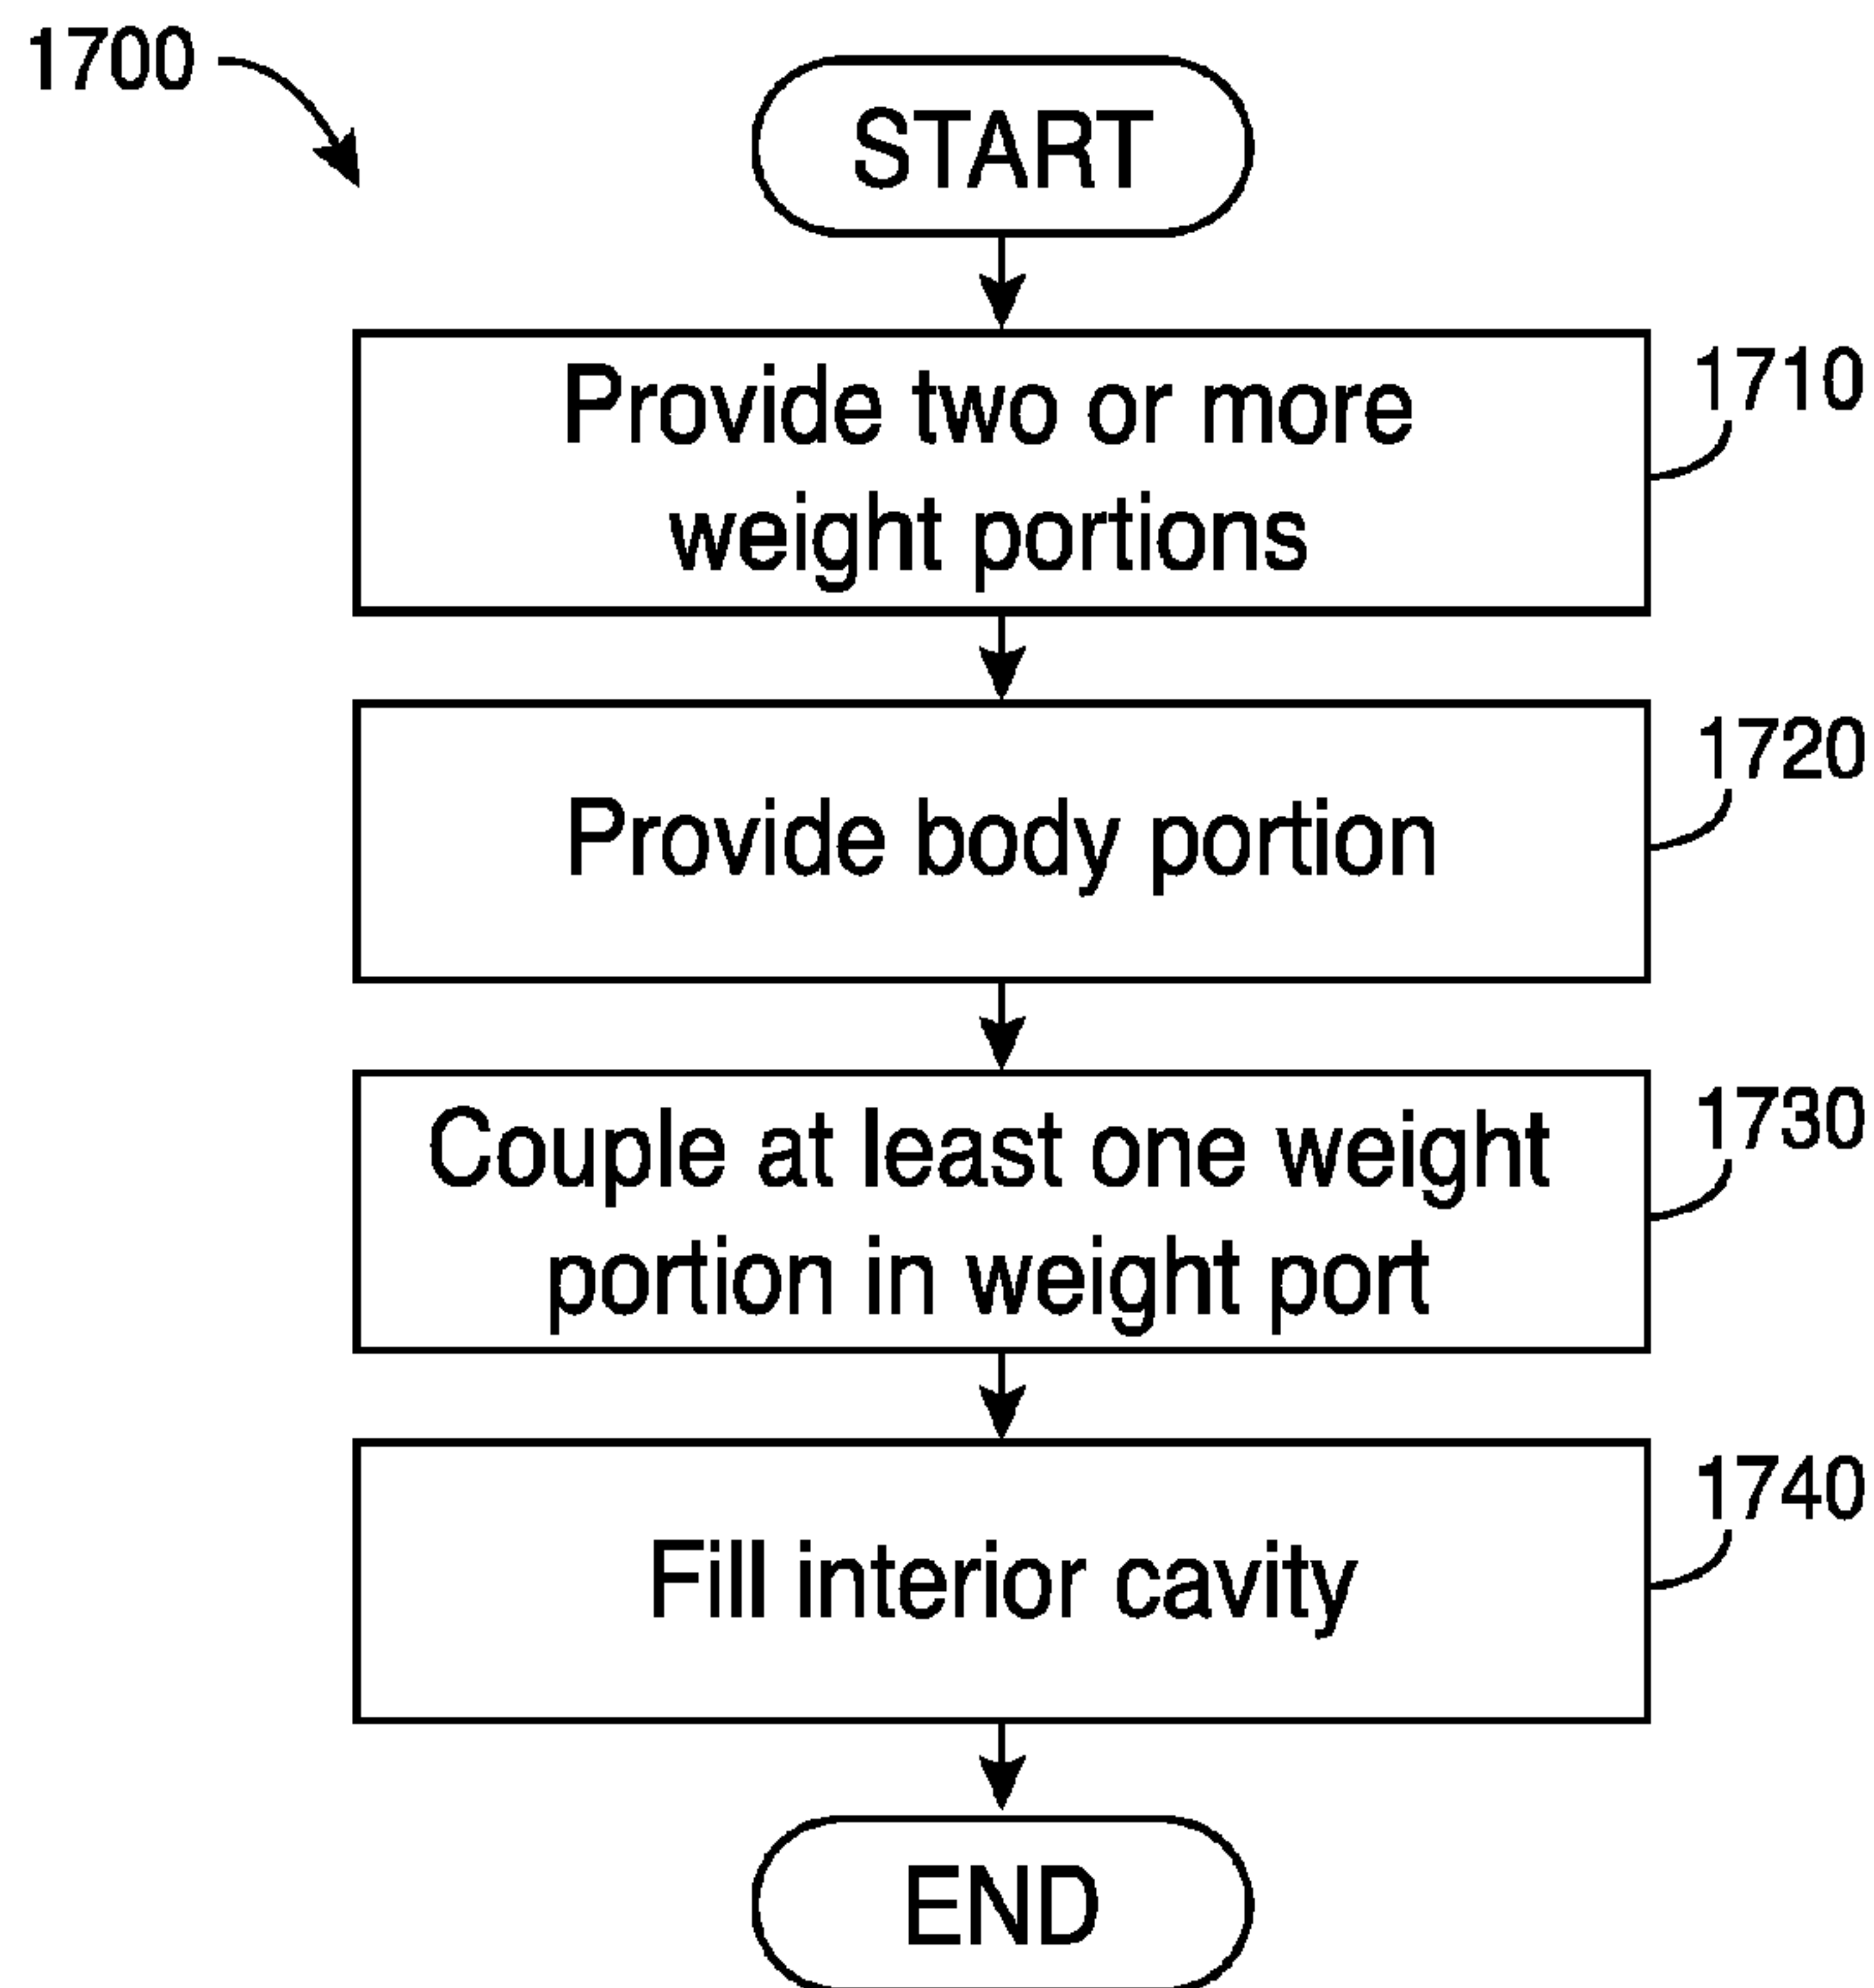 1700
START
Provide two or more
weight portions
1710
Provide body portion
1720
Couple at least one weight
portion in weight port
1730
Fill interior cavity
1740
END